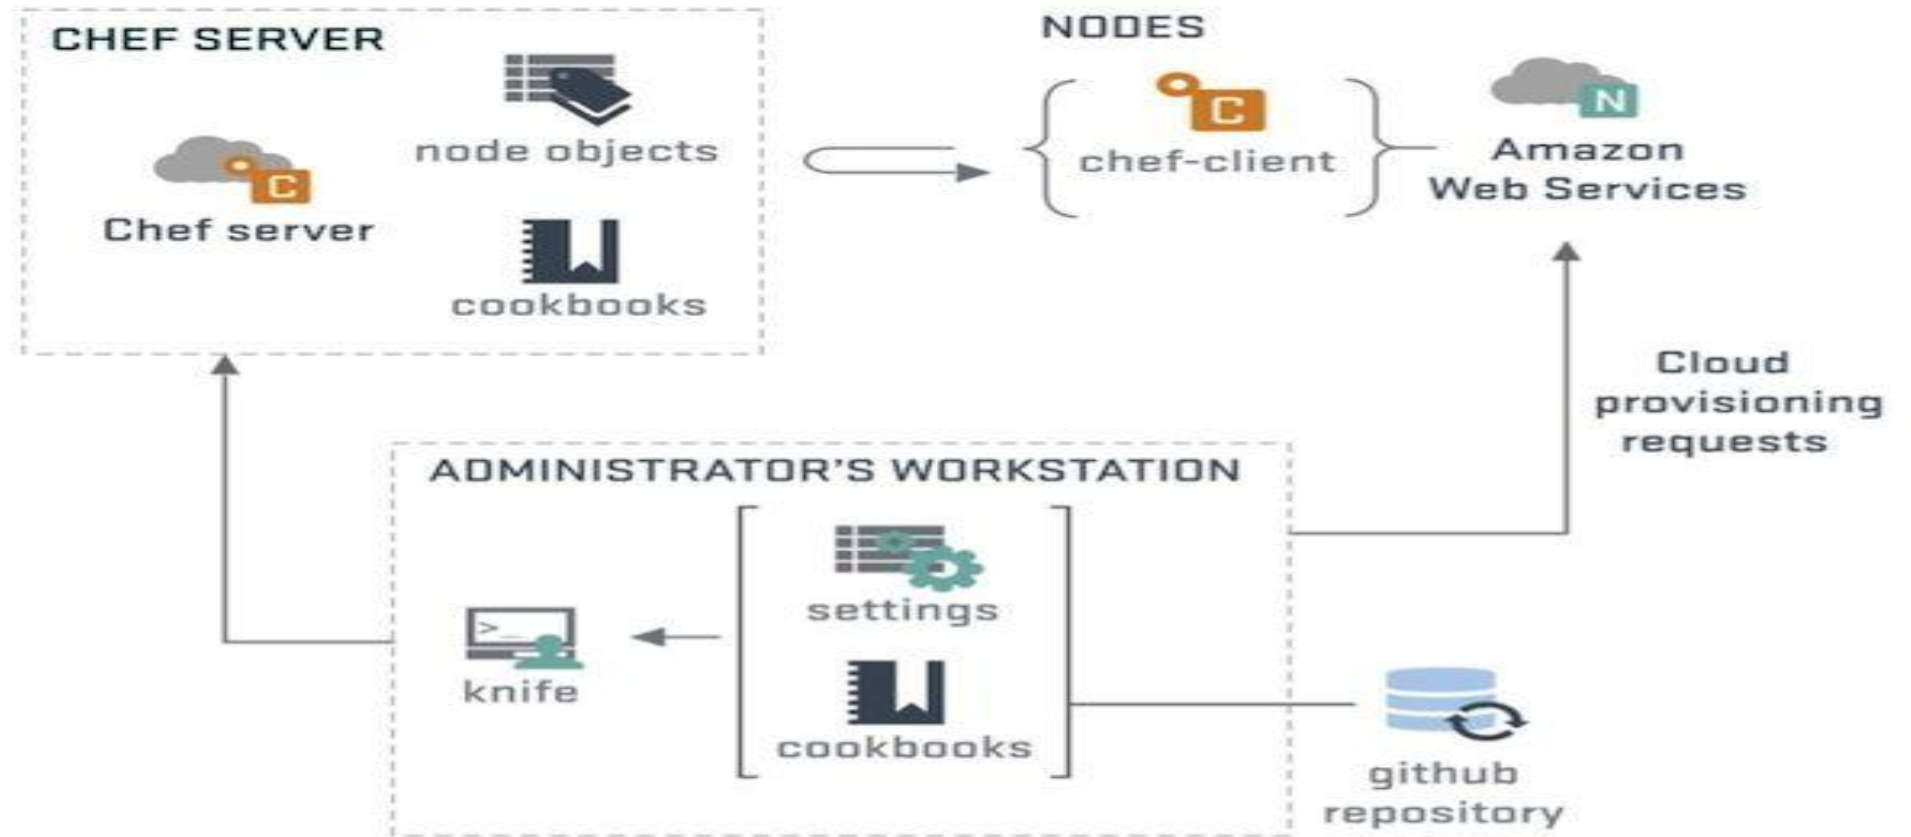 CHEF SERVER
node objects
Chef server
cookbooks
NODES
C
chef-client
N
Amazon
Web Services
C
Cloud
provisioning
requests
ADMINISTRATOR'S WORKSTATION
settings
>_
knife
cookbooks
github
repository